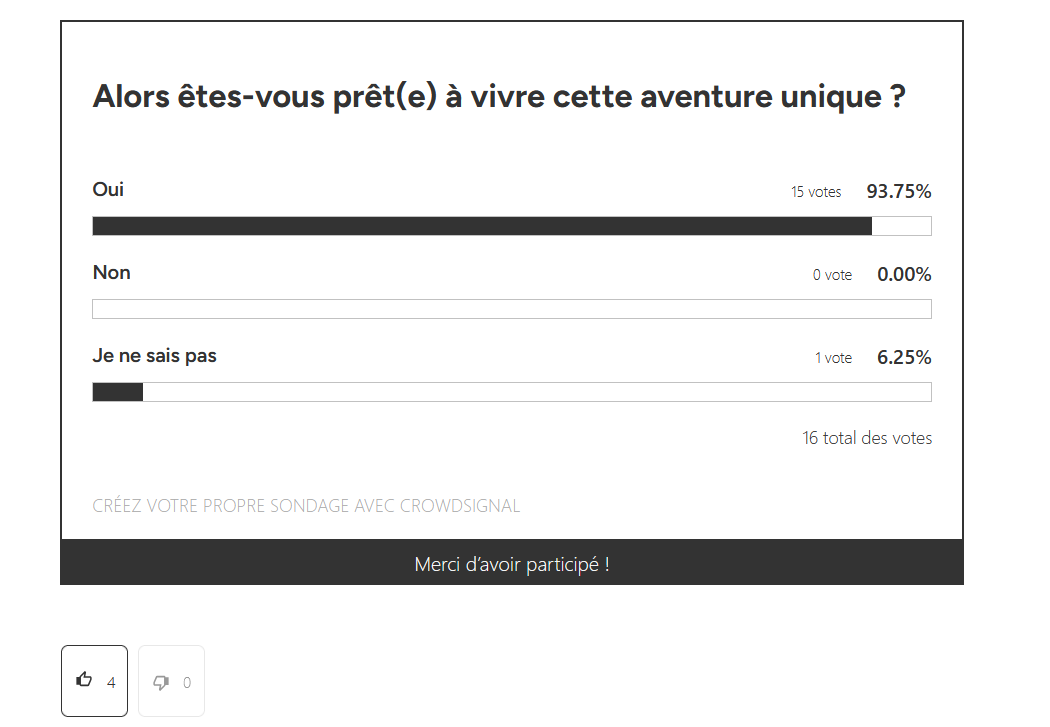 Alors êtes-vous prêt(e) à vivre cette aventure unique ?
Oui 15 votes 93.75%
Non 0 vote 0.00%
Je ne sais pas 1 vote 6.25%
16 total des votes
CRÉEZ VOTRE PROPRE SONDAGE AVEC CROWDSIGNAL
Merci d’avoir participé !
4 0